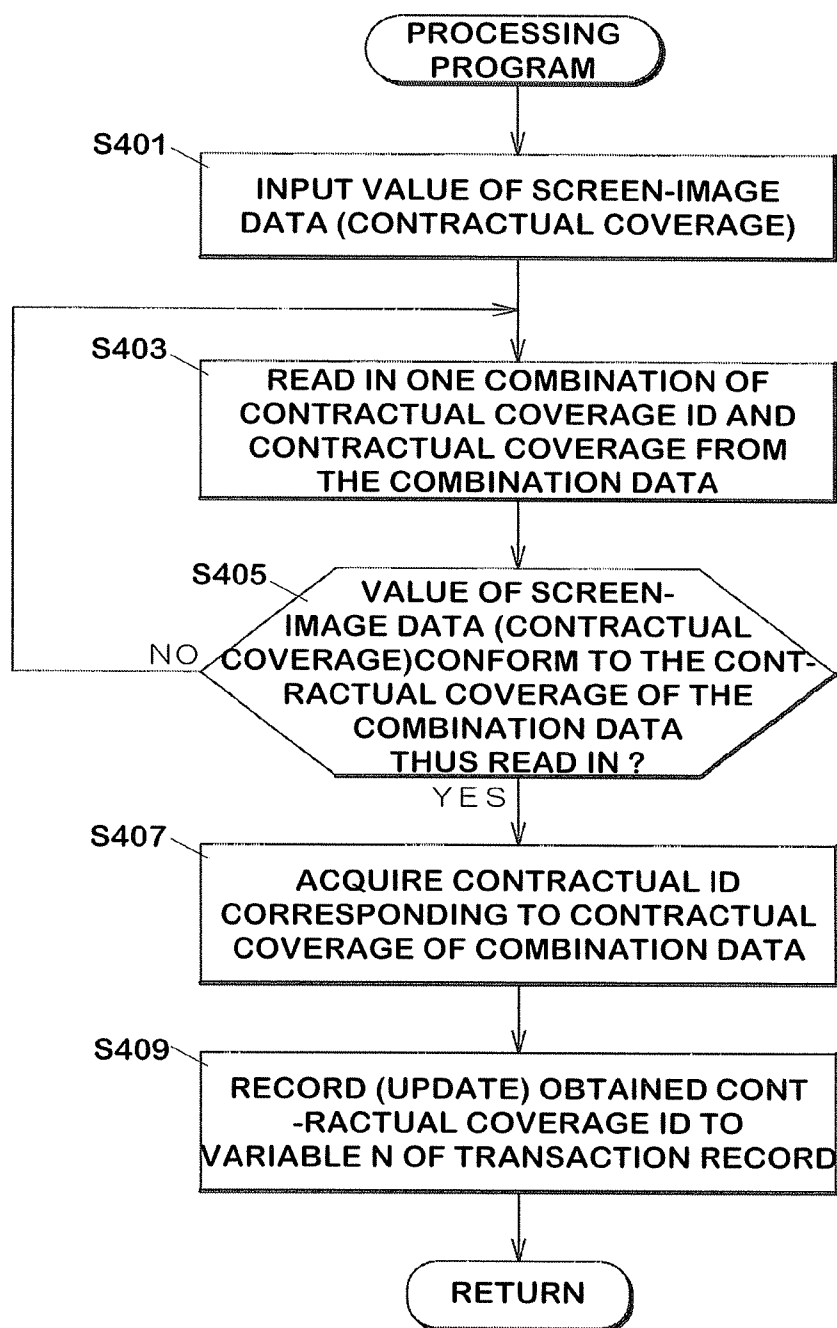 PROCESSING
PROGRAM
S401
INPUT VALUE OF SCREEN-IMAGE
DATA (CONTRACTUAL COVERAGE)
S403
READ IN ONE COMBINATION OF
CONTRACTUAL COVERAGE ID AND
CONTRACTUAL COVERAGE FROM
THE COMBINATION DATA
S405
VALUE OF SCREEN-
IMAGE DATA (CONTRACTUAL
NO
COVERAGE)CONFORM TO THE CONT-
RACTUAL COVERAGE OF THE
COMBINATION DATA
THUS READ IN ?
YES
S407
ACQUIRE CONTRACTUAL ID
CORRESPONDING TO CONTRACTUAL
COVERAGE OF COMBINATION DATA
S409
RECORD (UPDATE) OBTAINED CONT
-RACTUAL COVERAGE ID TO
VARIABLE N OF TRANSACTION RECORD
RETURN